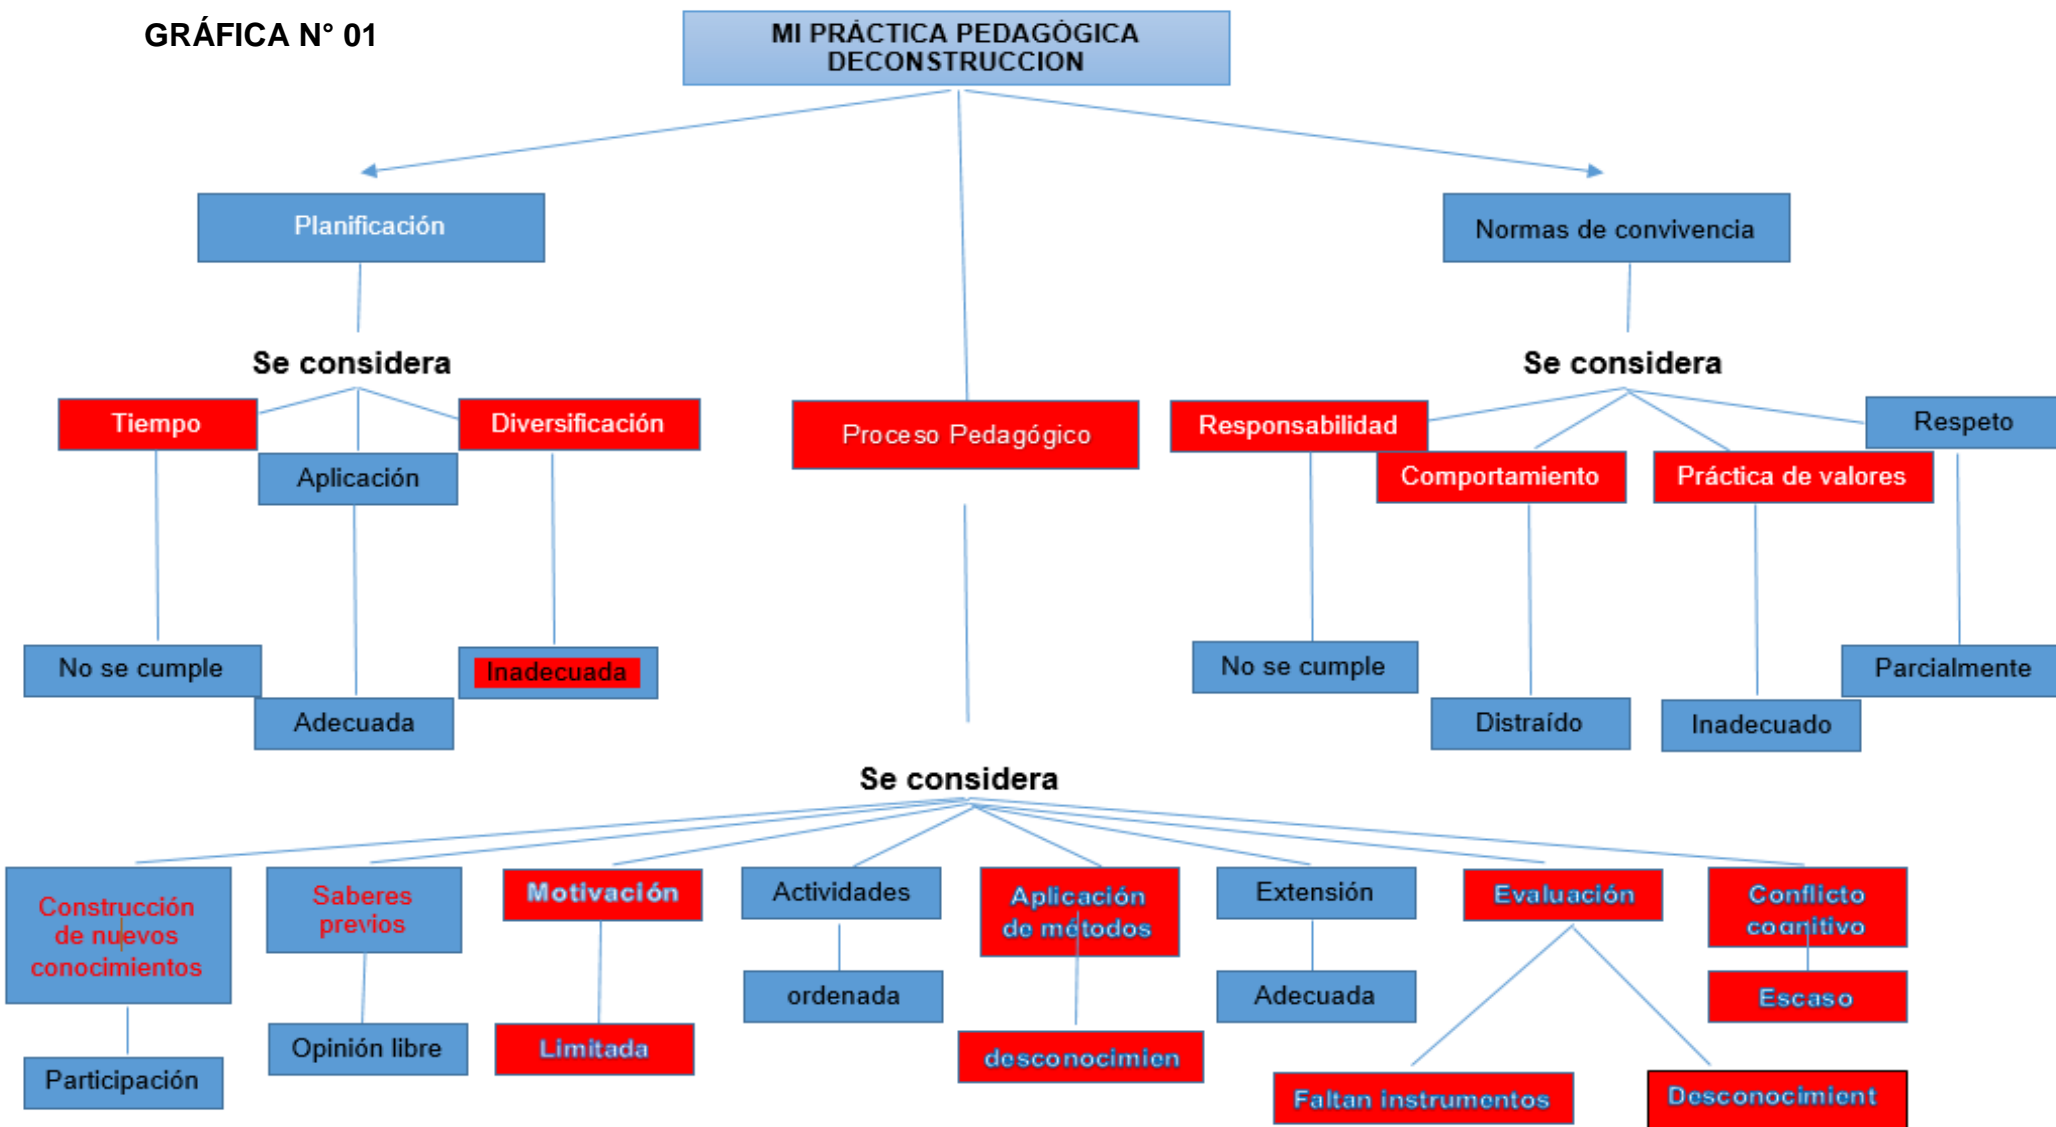 GRÁFICA N° 01
MI PRÁCTICA PEDAGÓGICA
DECONSTRUCCION
Planificación
Normas de convivencia
Se considera
Se considera
Tiempo
Aplicación
Diversificación
Proceso Pedagógico
Responsabilidad
Comportamiento
Práctica de valores
Respeto
No se cumple
Adecuada
Inadecuada
No se cumple
Distraído
Inadecuado
Parcialmente
Se considera
Construcción
de nuevos
conocimientos
Saberes
previos
Motivación
Actividades
Aplicación
de métodos
Extensión
Evaluación
Conflicto
cognitivo
Participación
Opinión libre
Limitada
ordenada
desconocimien
Adecuada
Faltan instrumentos
Desconocimient
Escaso